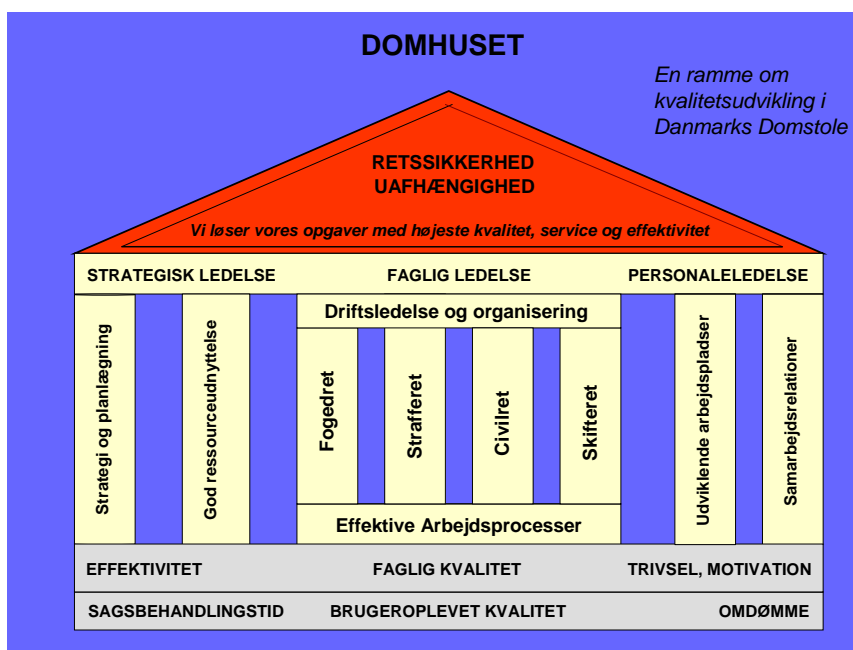 DOMHUSET
En ramme om
kvalitetsudvikling i
Danmarks Domstole
RETSSIKKERHED
UAFHÆNGIGHED
Vi løser vores opgaver med højeste kvalitet, service og effektivitet
STRATEGISK LEDELSE
FAGLIG LEDELSE
PERSONALELEDELSE
Strategi og planlægning
God ressourceudnyttelse
Driftsledelse og organisering
Fogedret
Strafferet
Civilret
Skifteret
Effektive Arbejdsprocesser
Udviklende arbejdspladser
Samarbejdsrelationer
EFFEKTIVITET
FAGLIG KVALITET
TRIVSEL, MOTIVATION
SAGSBEHANDLINGSTID
BRUGEROPLEVET KVALITET
OMDØMME